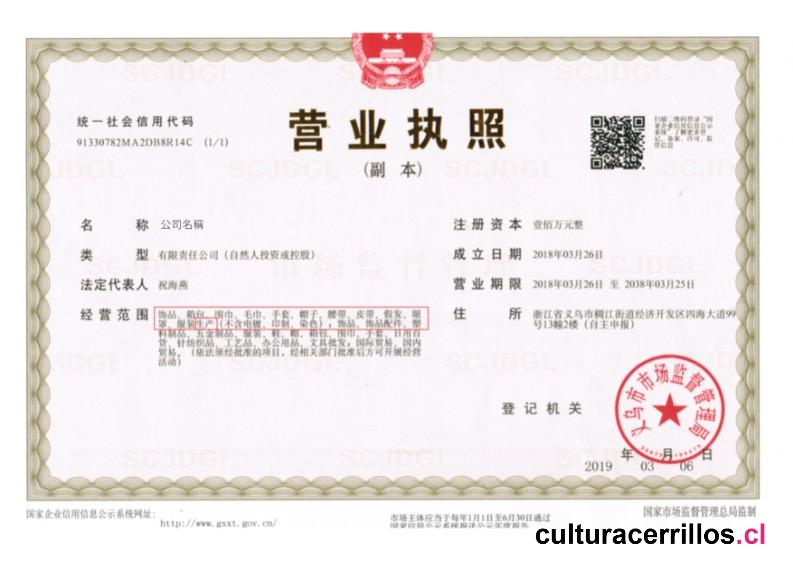 统一社会信用代码
91330782MA2DB8R14C (1/1)
营业执照
(副 本)
扫描二维码登录“国
家企业信用信息公示
系统”了解更多登
记、备案、许可、监
管信息
名 称 公司名稱
类 型 有限责任公司（自然人投资或控股）
法定代表人 祝海燕
经营范围 饰品、箱包、围巾、毛巾、手套、帽子、腰带、皮带、假发、眼
罩、服装生产（不含电镀、印制、染色）；饰品、饰品配件、塑
料制品、五金制品、服装、鞋、帽、箱包、围巾、手套、日用百
货、针纺织品、工艺品、办公用品、文具批发；国际贸易、国内
贸易。（依法须经批准的项目，经相关部门批准后方可开展经营
活动）
注册资本 壹佰万元整
成立日期 2018年03月26日
营业期限 2018年03月26日 至 2038年03月25日
住 所 浙江省义乌市稠江街道经济开发区四海大道99
号13幢2楼（自主申报）
登记机关
义乌市市场监督管理局
2019 年 03 月 06 日
SCJDGL
市场监督管理
国家企业信用信息公示系统网址：
http://www.gsxt.gov.cn/
市场主体应当于每年1月1日至6月30日通过
国家信用公示系统报送公示年度报告
国家市场监督管理总局监制
culturacerrillos.cl